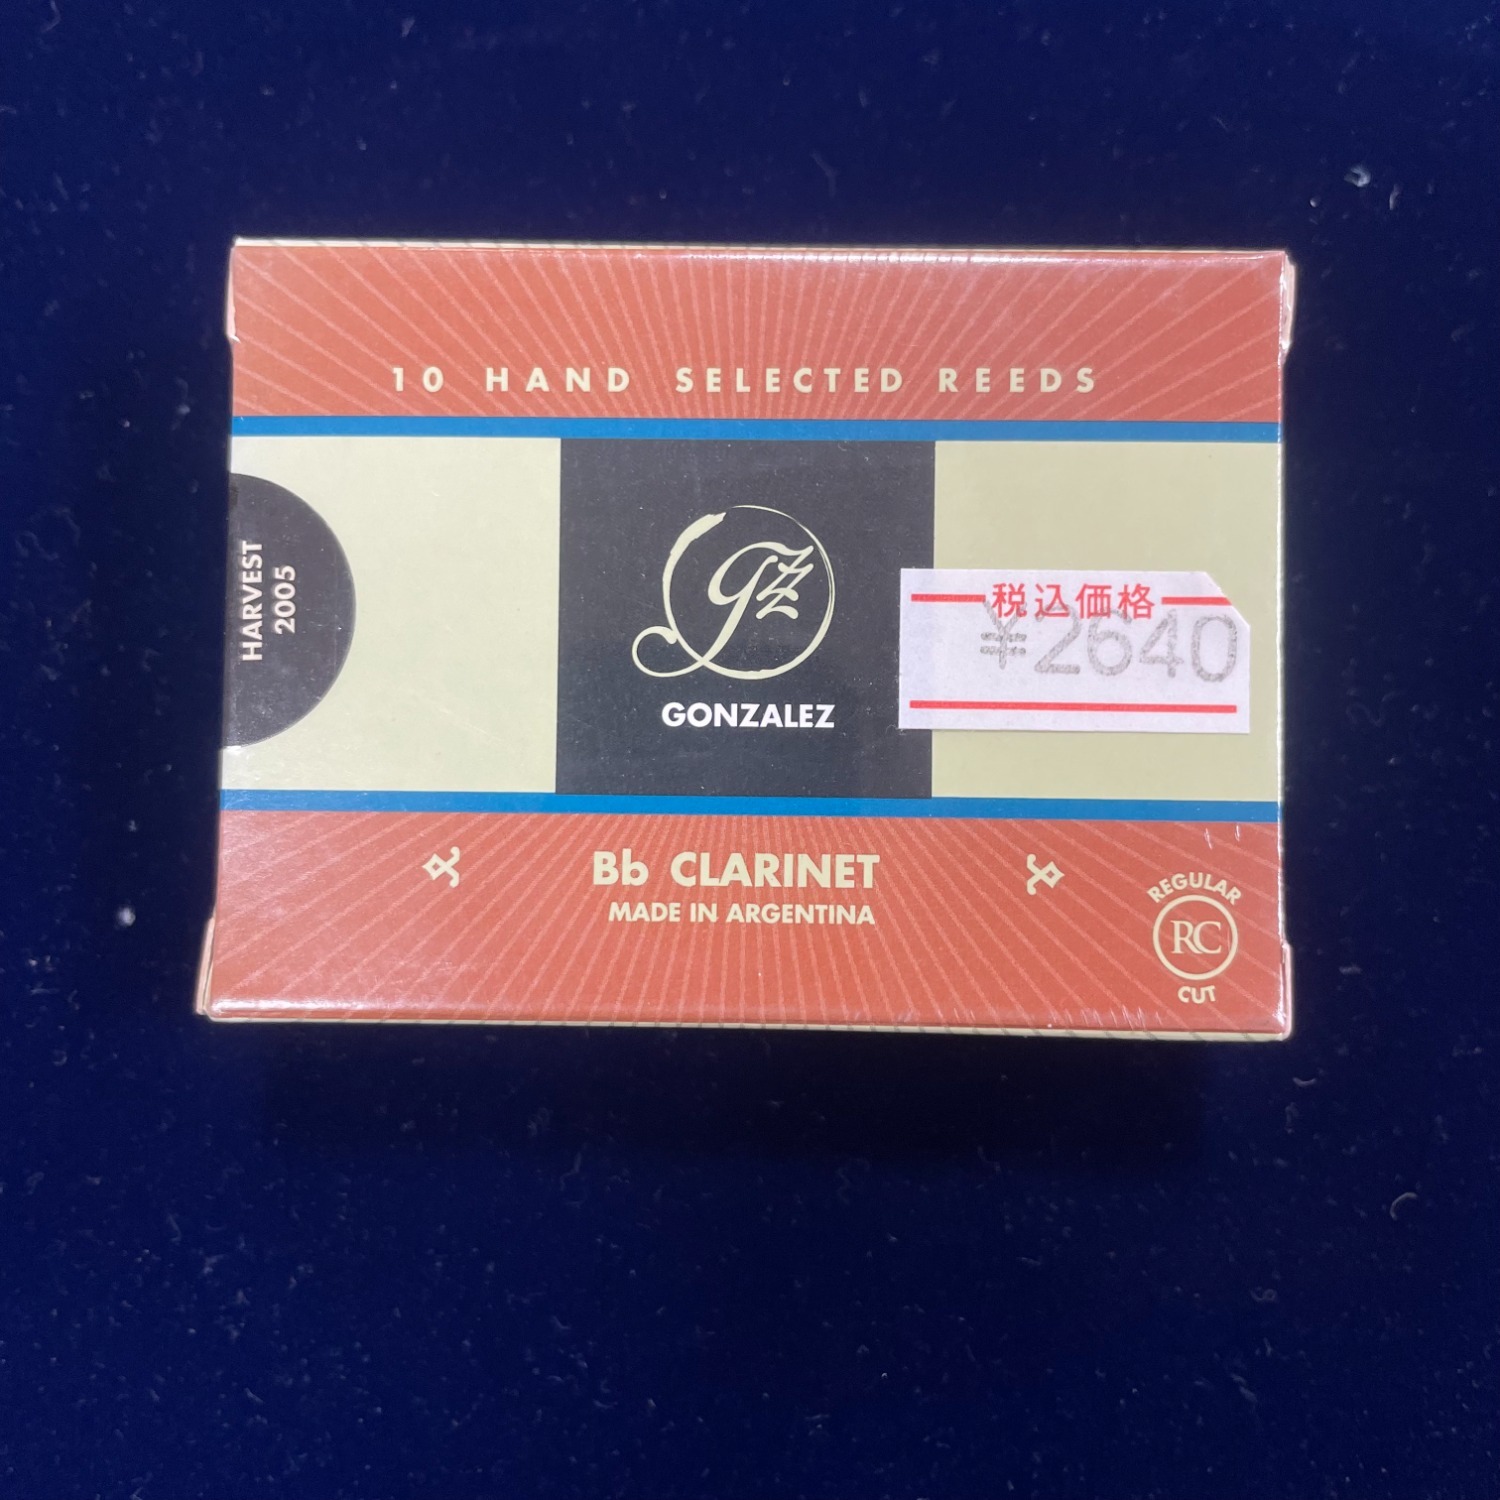 10 HAND SELECTED REEDS
HARVEST
2005
gz
GONZALEZ
税込価格
¥2640
Bb CLARINET
MADE IN ARGENTINA
REGULAR
RC
CUT